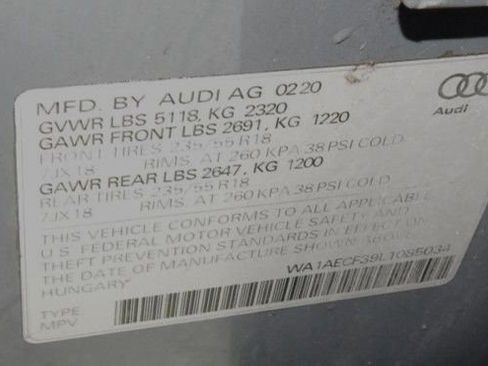 MFD. BY AUDI AG 0220
GVWR LBS 5118, KG 2320
GAWR FRONT LBS 2691, KG 1220
FRONT TIRES 235/55 R18
7JX18 RIMS, AT 260 KPA 38 PSI COLD
GAWR REAR LBS 2647, KG 1200
REAR TIRES 235/55 R18
7JX18 RIMS, AT 260 KPA 38 PSI COLD
THIS VEHICLE CONFORMS TO ALL APPLICABLE
U.S. FEDERAL MOTOR VEHICLE SAFETY AND
THEFT PREVENTION STANDARDS IN EFFECT ON
THE DATE OF MANUFACTURE SHOWN ABOVE.
HUNGARY
WA1AECF39L1085034
TYPE
MPV
Audi